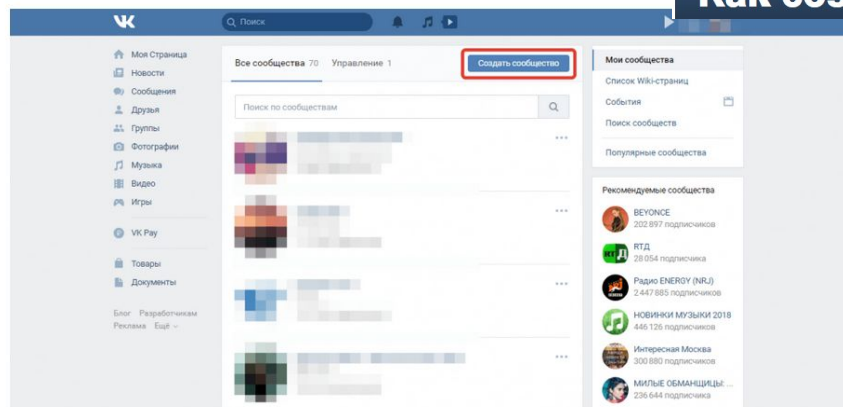 Как соз
Поиск
Моя Страница
Новости
Сообщения
Друзья
Группы
Фотографии
Музыка
Видео
Игры
VK Pay
Товары
Документы
Блог Разработчикам
Реклама Ещё
Все сообщества 70 Управление 1 Создать сообщество
Поиск по сообществам
Мои сообщества
Список Wiki-страниц
События
Поиск сообществ
Популярные сообщества
Рекомендуемые сообщества
BEYONCE
202 897 подписчиков
RTД
28 054 подписчика
Радио ENERGY (NRJ)
2 447 885 подписчиков
НОВИНКИ МУЗЫКИ 2018
446 126 подписчиков
Интересная Москва
300 880 подписчиков
МИЛЫЕ ОБМАНЩИЦЫ: ...
236 644 подписчика